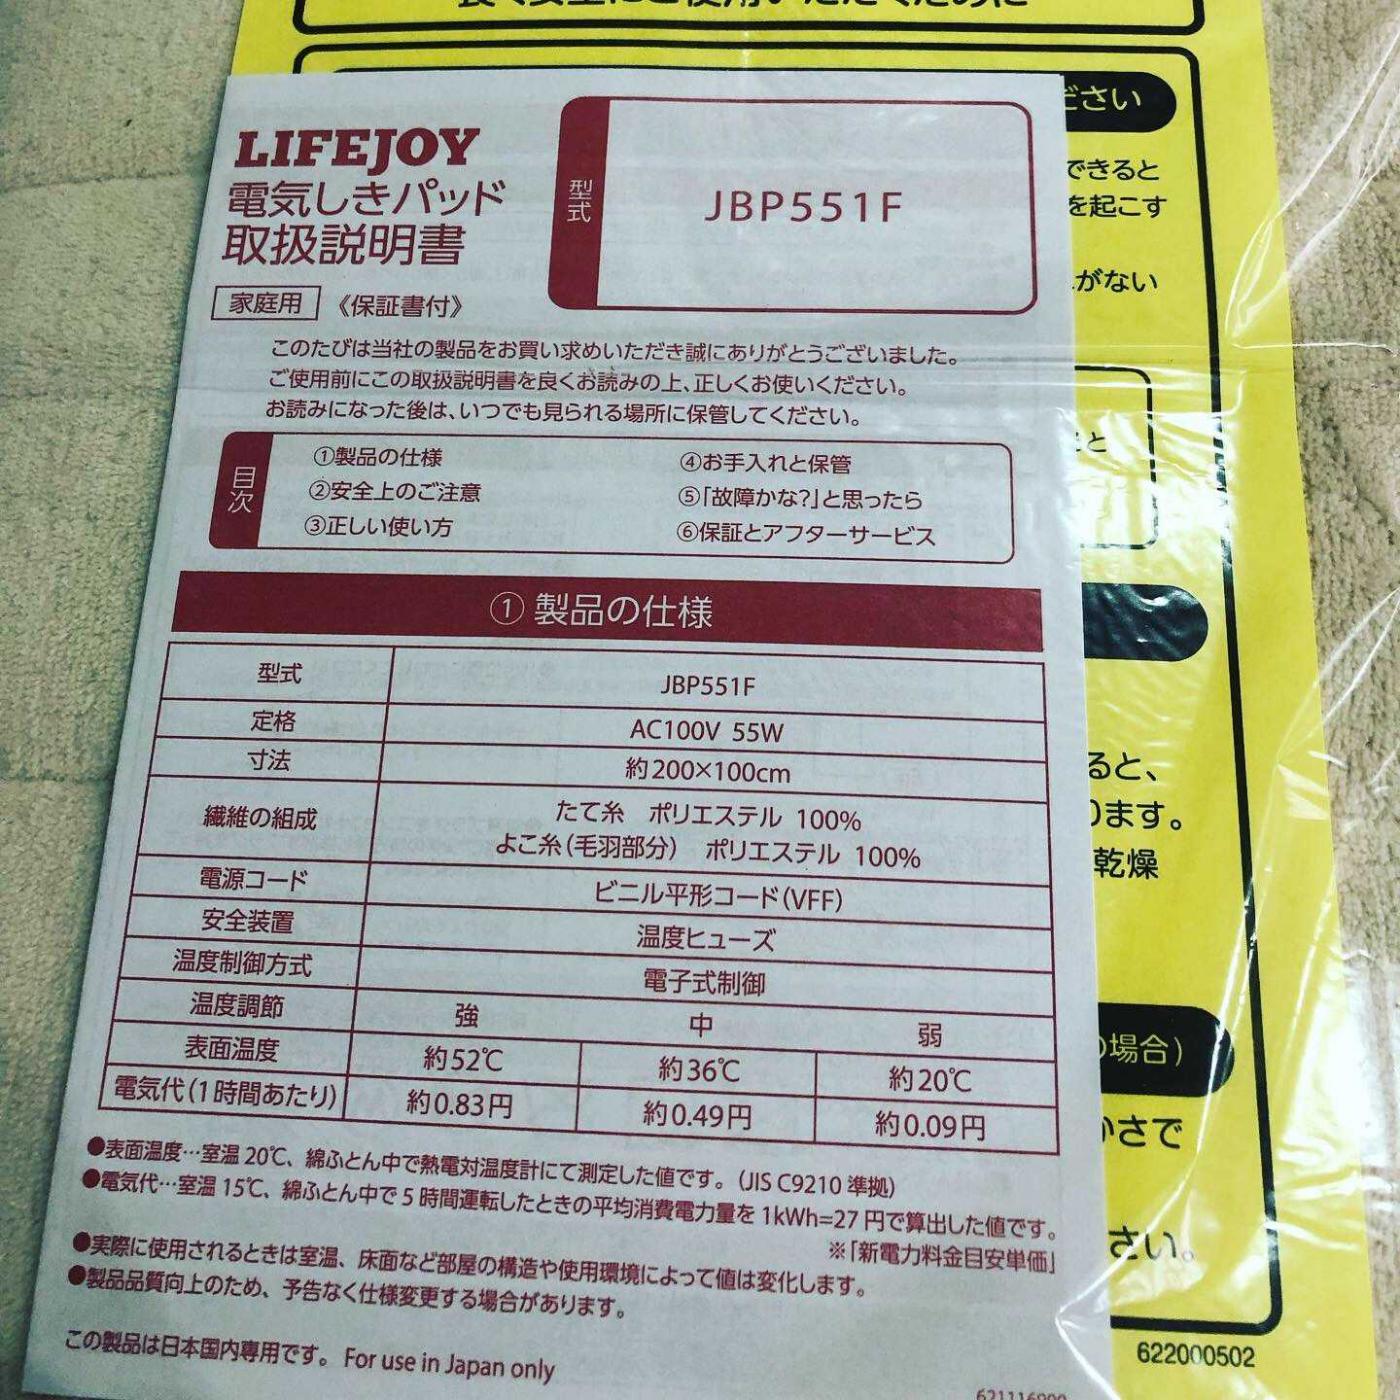 LIFEJOY
電気しきパッド
取扱説明書
家庭用 《保証書付》
型式 JBP551F
このたびは当社の製品をお買い求めいただき誠にありがとうございました。
ご使用前にこの取扱説明書を良くお読みの上、正しくお使いください。
お読みになった後は、いつでも見られる場所に保管してください。
目次
①製品の仕様
②安全上のご注意
③正しい使い方
④お手入れと保管
⑤「故障かな?」と思ったら
⑥保証とアフターサービス
① 製品の仕様
型式 JBP551F
定格 AC100V 55W
寸法 約200×100cm
繊維の組成 たて糸 ポリエステル 100%
よこ糸(毛羽部分) ポリエステル 100%
電源コード ビニル平形コード(VFF)
安全装置 温度ヒューズ
温度制御方式 電子式制御
温度調節 強 中 弱
表面温度 約52℃ 約36℃ 約20℃
電気代(1時間あたり) 約0.83円 約0.49円 約0.09円
●表面温度…室温20℃、綿ふとん中で熱電対温度計にて測定した値です。(JIS C9210 準拠)
●電気代…室温15℃、綿ふとん中で5時間運転したときの平均消費電力量を1kWh=27円で算出した値です。
※「新電力料金目安単価」
●実際に使用されるときは室温、床面など部屋の構造や使用環境によって値は変化します。
●製品品質向上のため、予告なく仕様変更する場合があります。
この製品は日本国内専用です。 For use in Japan only
ださい
できると
を起こす
がない
と
ると、
ります。
乾燥
の場合)
かさで
さい。
622000502